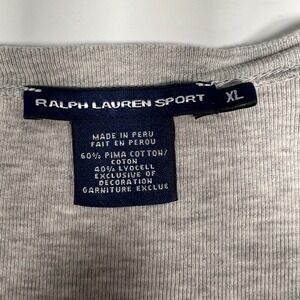 RALPH LAUREN SPORT XL
MADE IN PERU
FAIT EN PEROU
60% PIMA COTTON/
COTON
40% LYOCELL
EXCLUSIVE OF
DECORATION
GARNITURE EXCLUE